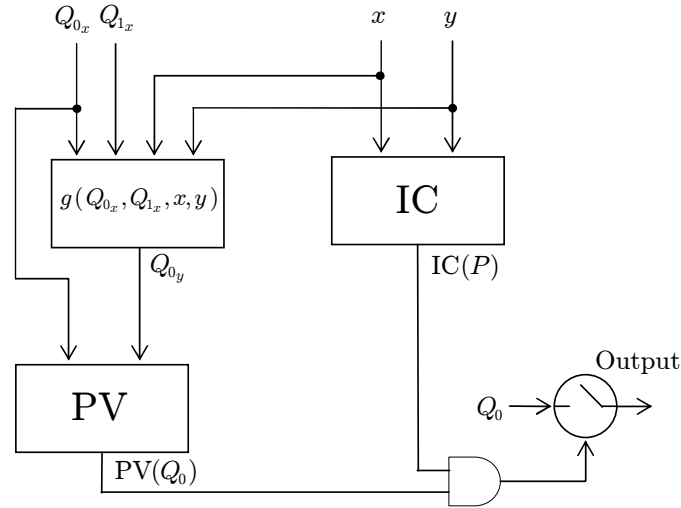 Q_{0_x} Q_{1_x} x y
g(Q_{0_x}, Q_{1_x}, x, y)
IC
Q_{0_y}
IC(P)
Output
PV
Q_0
PV(Q_0)